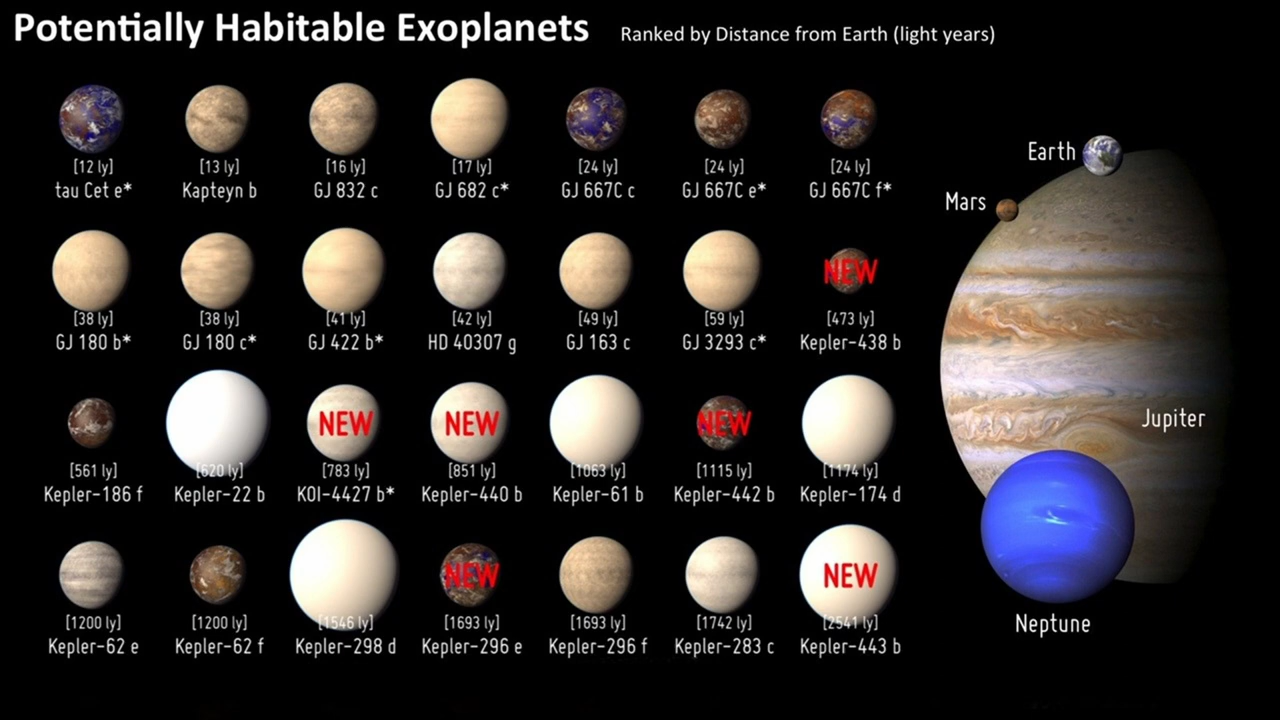 Potentially Habitable Exoplanets Ranked by Distance from Earth (light years)
[12 ly] [13 ly] [16 ly] [17 ly] [24 ly] [24 ly] [24 ly]
tau Cet e* Kapteyn b GJ 832 c GJ 682 c* GJ 667C c GJ 667C e* GJ 667C f*
Earth
Mars
NEW
[38 ly] [38 ly] [41 ly] [42 ly] [49 ly] [59 ly] [473 ly]
GJ 180 b* GJ 180 c* GJ 422 b* HD 40307 g GJ 163 c GJ 3293 c* Kepler-438 b
NEW NEW NEW
Jupiter
[561 ly] [620 ly] [783 ly] [851 ly] [1063 ly] [1115 ly] [1174 ly]
Kepler-186 f Kepler-22 b KOI-4427 b* Kepler-440 b Kepler-61 b Kepler-442 b Kepler-174 d
NEW NEW
[1200 ly] [1200 ly] [1546 ly] [1693 ly] [1693 ly] [1742 ly] [2541 ly]
Kepler-62 e Kepler-62 f Kepler-298 d Kepler-296 e Kepler-296 f Kepler-283 c Kepler-443 b
Neptune